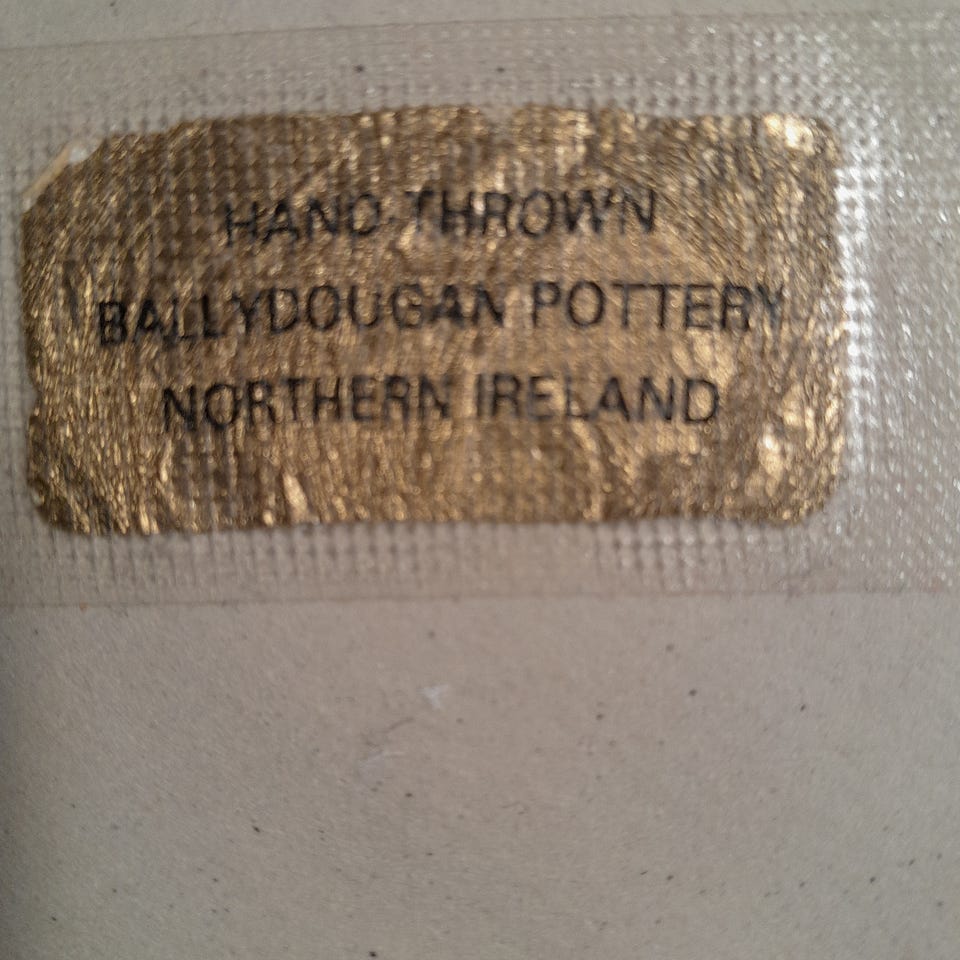 HAND THROWN
BALLYDOUGAN POTTERY
NORTHERN IRELAND